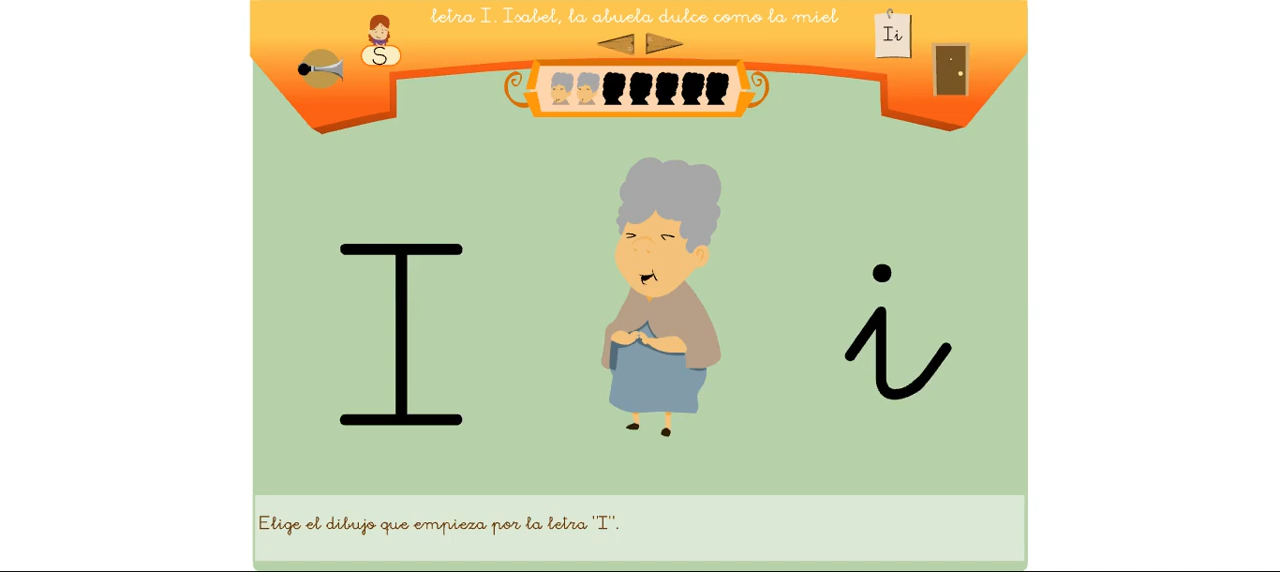 letra I. Isabel, la abuela dulce como la miel
S
Ii
I
i
Elige el dibujo que empieza por la letra "I".